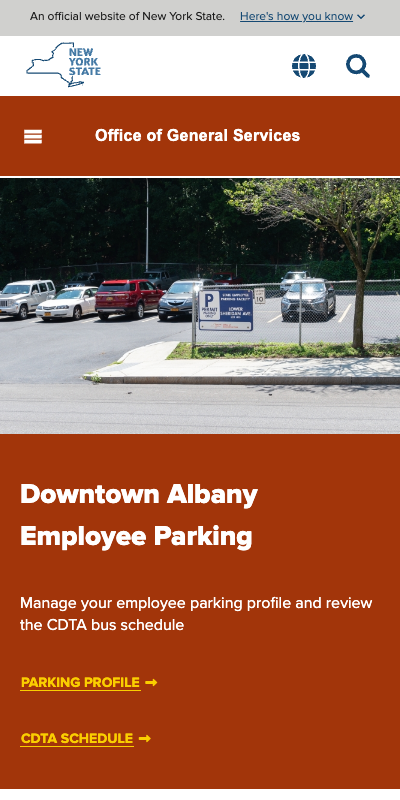 An official website of New York State. Here's how you know
NEW
YORK
STATE
Office of General Services
P
PERMIT
LOWER
SHERIDAN AVE.
10
Downtown Albany
Employee Parking
Manage your employee parking profile and review
the CDTA bus schedule
PARKING PROFILE
CDTA SCHEDULE